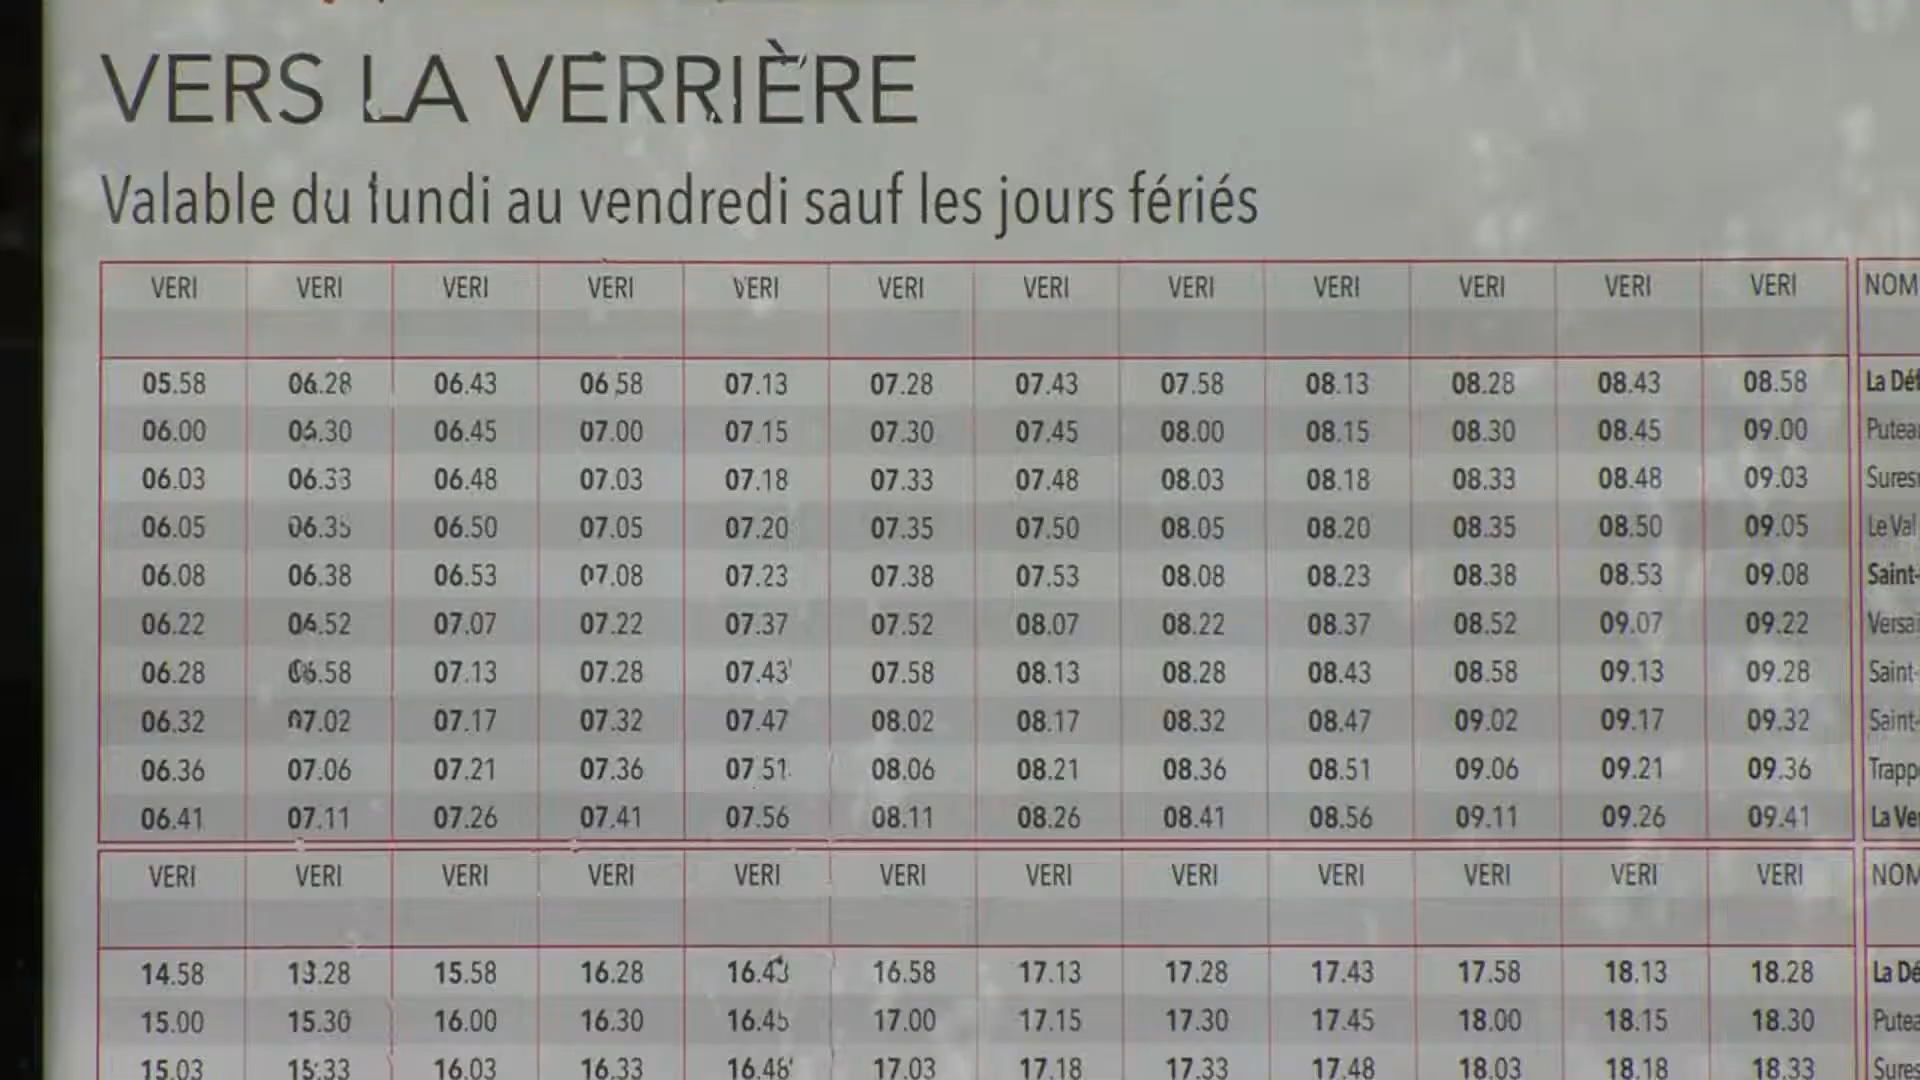 VERS LA VERRIÈRE
Valable du lundi au vendredi sauf les jours fériés
VERI VERI VERI VERI VERI VERI VERI VERI VERI VERI VERI VERI NOM
05.58 06.28 06.43 06.58 07.13 07.28 07.43 07.58 08.13 08.28 08.43 08.58 La Déf
06.00 06.30 06.45 07.00 07.15 07.30 07.45 08.00 08.15 08.30 08.45 09.00 Putea
06.03 06.33 06.48 07.03 07.18 07.33 07.48 08.03 08.18 08.33 08.48 09.03 Sures
06.05 06.35 06.50 07.05 07.20 07.35 07.50 08.05 08.20 08.35 08.50 09.05 Le Val
06.08 06.38 06.53 07.08 07.23 07.38 07.53 08.08 08.23 08.38 08.53 09.08 Saint-
06.22 06.52 07.07 07.22 07.37 07.52 08.07 08.22 08.37 08.52 09.07 09.22 Versai
06.28 06.58 07.13 07.28 07.43 07.58 08.13 08.28 08.43 08.58 09.13 09.28 Saint-
06.32 07.02 07.17 07.32 07.47 08.02 08.17 08.32 08.47 09.02 09.17 09.32 Saint-
06.36 07.06 07.21 07.36 07.51 08.06 08.21 08.36 08.51 09.06 09.21 09.36 Trapp
06.41 07.11 07.26 07.41 07.56 08.11 08.26 08.41 08.56 09.11 09.26 09.41 La Ver
VERI VERI VERI VERI VERI VERI VERI VERI VERI VERI VERI VERI NOM
14.58 15.28 15.58 16.28 16.43 16.58 17.13 17.28 17.43 17.58 18.13 18.28 La Dé
15.00 15.30 16.00 16.30 16.45 17.00 17.15 17.30 17.45 18.00 18.15 18.30 Putea
15.03 15.33 16.03 16.33 16.48 17.03 17.18 17.33 17.48 18.03 18.18 18.33 Sures